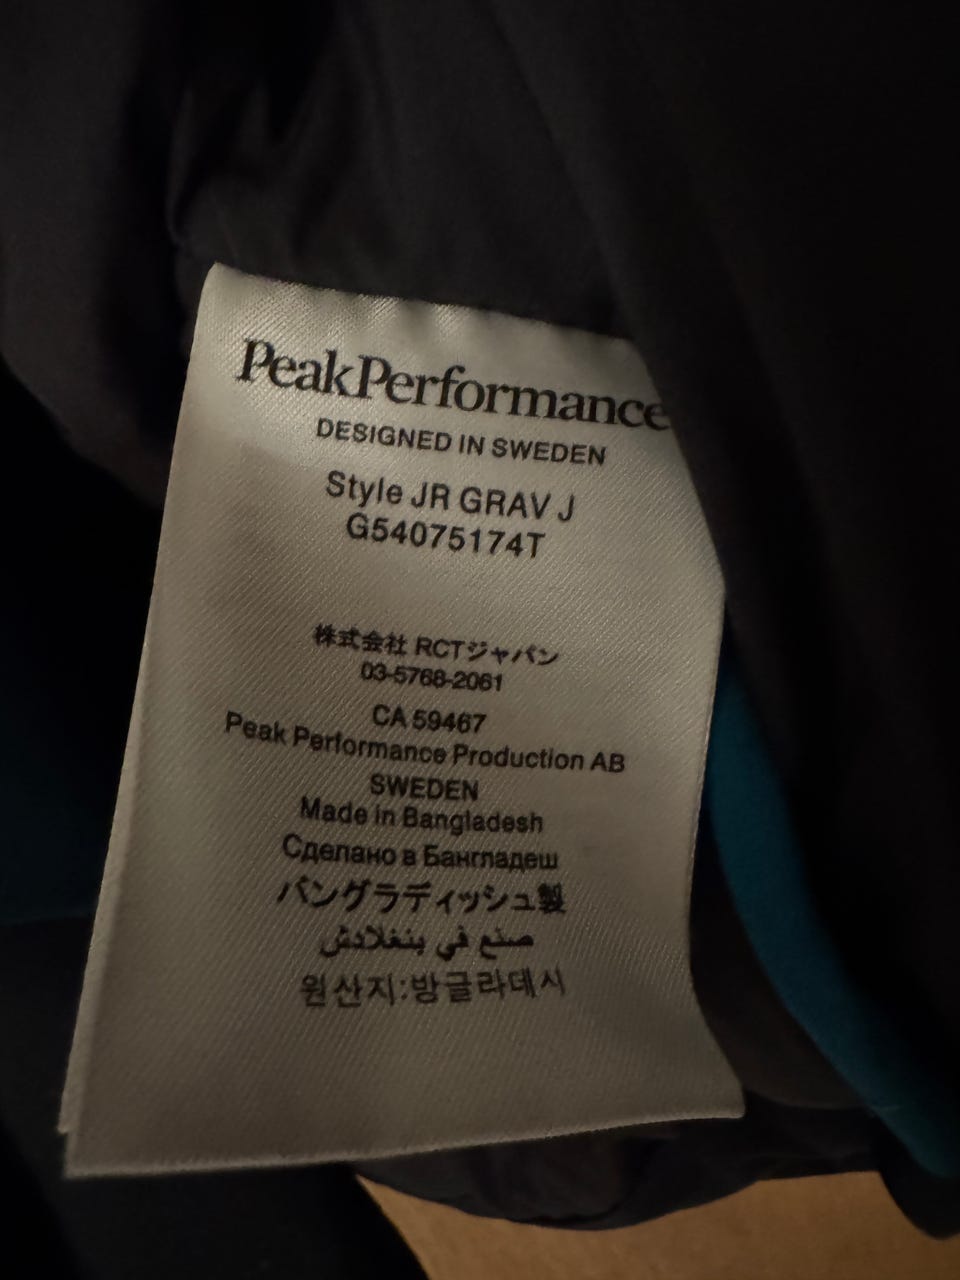 PeakPerformance
DESIGNED IN SWEDEN
Style JR GRAV J
G54075174T
株式会社 RCTジャパン
03-5768-2061
CA 59467
Peak Performance Production AB
SWEDEN
Made in Bangladesh
Сделано в Бангладеш
バングラディッシュ製
صنع في بنغلادش
원산지:방글라데시